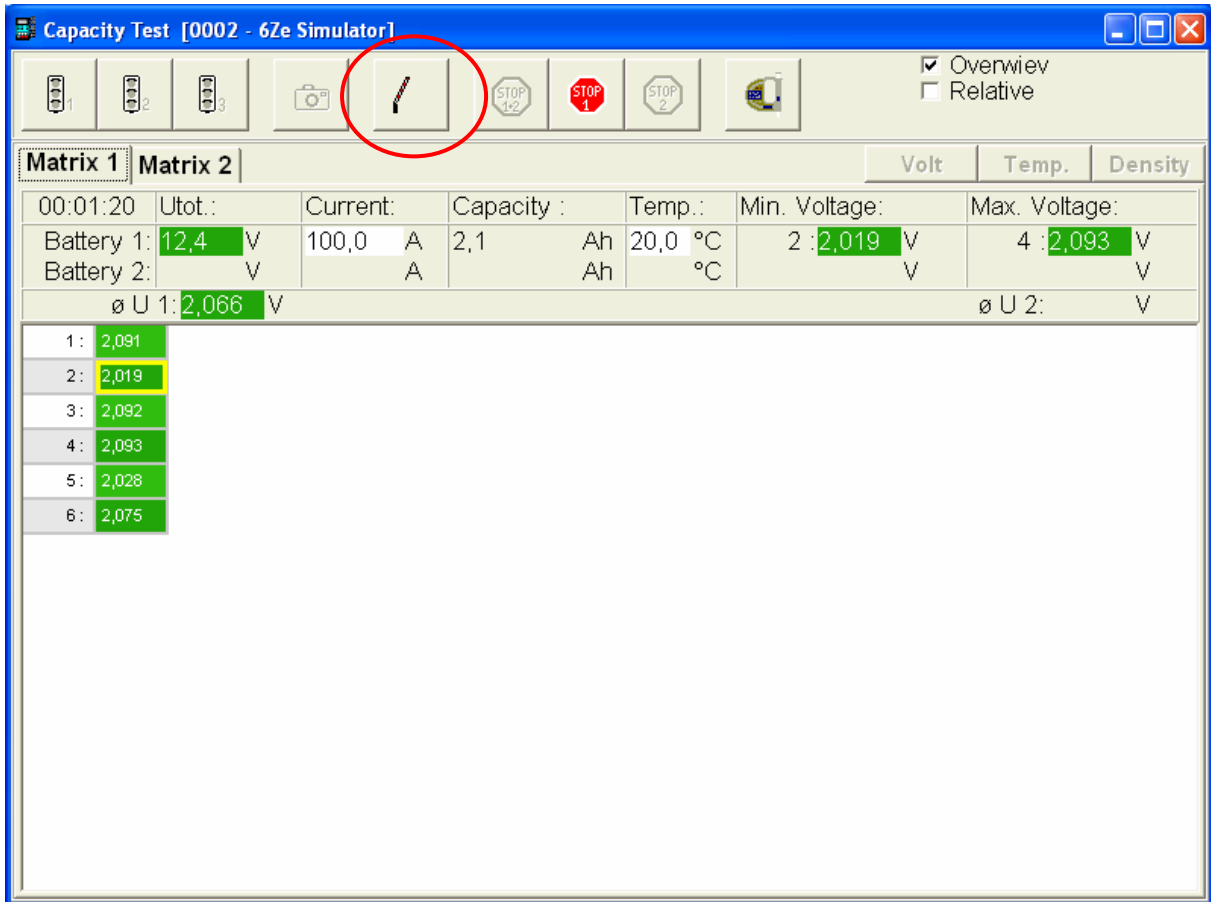 Capacity Test [0002 - 6Ze Simulator]
1 2 3 STOP 1+2 STOP 1 STOP 2
Overwiev
Relative
Matrix 1 Matrix 2 Volt Temp. Density
00:01:20 Utot.: Current: Capacity : Temp.: Min. Voltage: Max. Voltage:
Battery 1: 12,4 V 100,0 A 2,1 Ah 20,0 °C 2 :2,019 V 4 :2,093 V
Battery 2: V A Ah °C V V
ø U 1: 2,066 V ø U 2: V
1 : 2,091
2 : 2,019
3 : 2,092
4 : 2,093
5 : 2,028
6 : 2,075